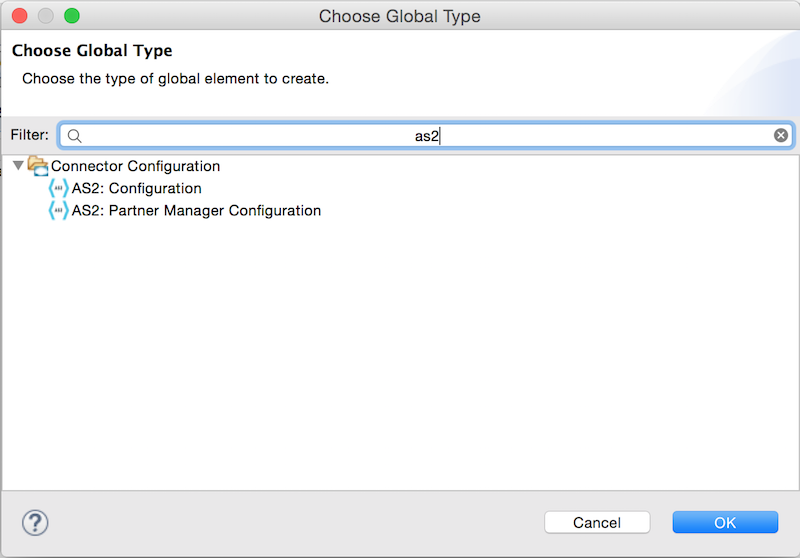 Choose Global Type
Choose Global Type
Choose the type of global element to create.
Filter: as2
Connector Configuration
AS2: Configuration
AS2: Partner Manager Configuration
? Cancel OK